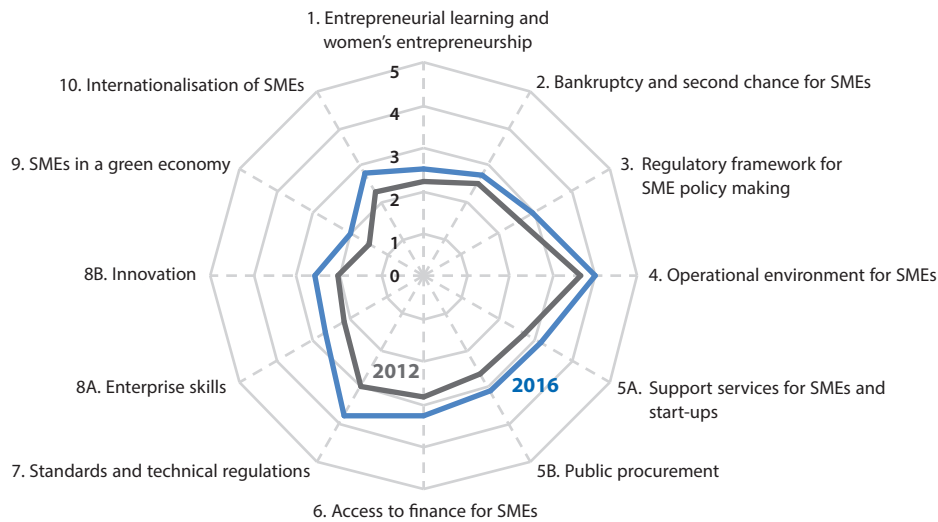 1. Entrepreneurial learning and
women’s entrepreneurship
2. Bankruptcy and second chance for SMEs
3. Regulatory framework for
SME policy making
4. Operational environment for SMEs
5A. Support services for SMEs and
start-ups
5B. Public procurement
6. Access to finance for SMEs
7. Standards and technical regulations
8A. Enterprise skills
8B. Innovation
9. SMEs in a green economy
10. Internationalisation of SMEs
5
4
3
2
1
0
2012
2016